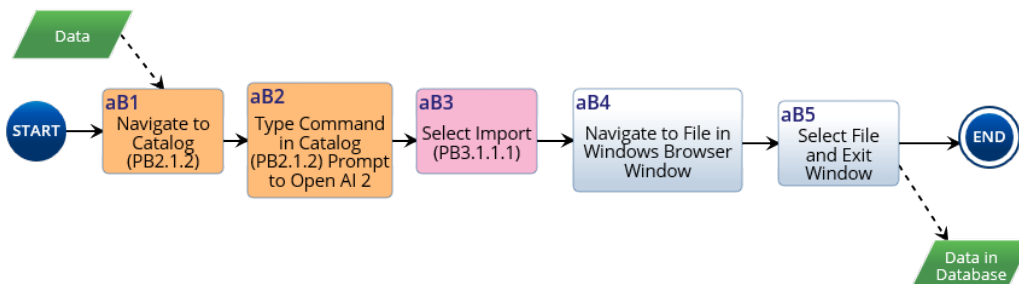 Data
START
aB1
Navigate to
Catalog
(PB2.1.2)
aB2
Type Command
in Catalog
(PB2.1.2) Prompt
to Open AI 2
aB3
Select Import
(PB3.1.1.1)
aB4
Navigate to File in
Windows Browser
Window
aB5
Select File
and Exit
Window
END
Data in
Database